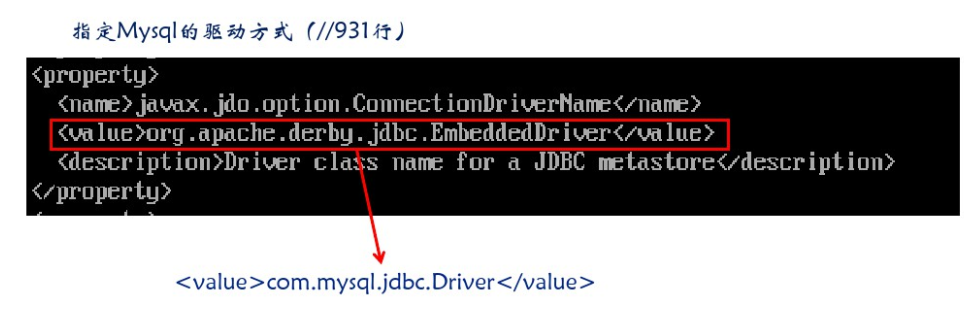 指定Mysql的驱动方式（//931行）
<property>
<name>javax.jdo.option.ConnectionDriverName</name>
<value>org.apache.derby.jdbc.EmbeddedDriver</value>
<description>Driver class name for a JDBC metastore</description>
</property>
<value>com.mysql.jdbc.Driver</value>